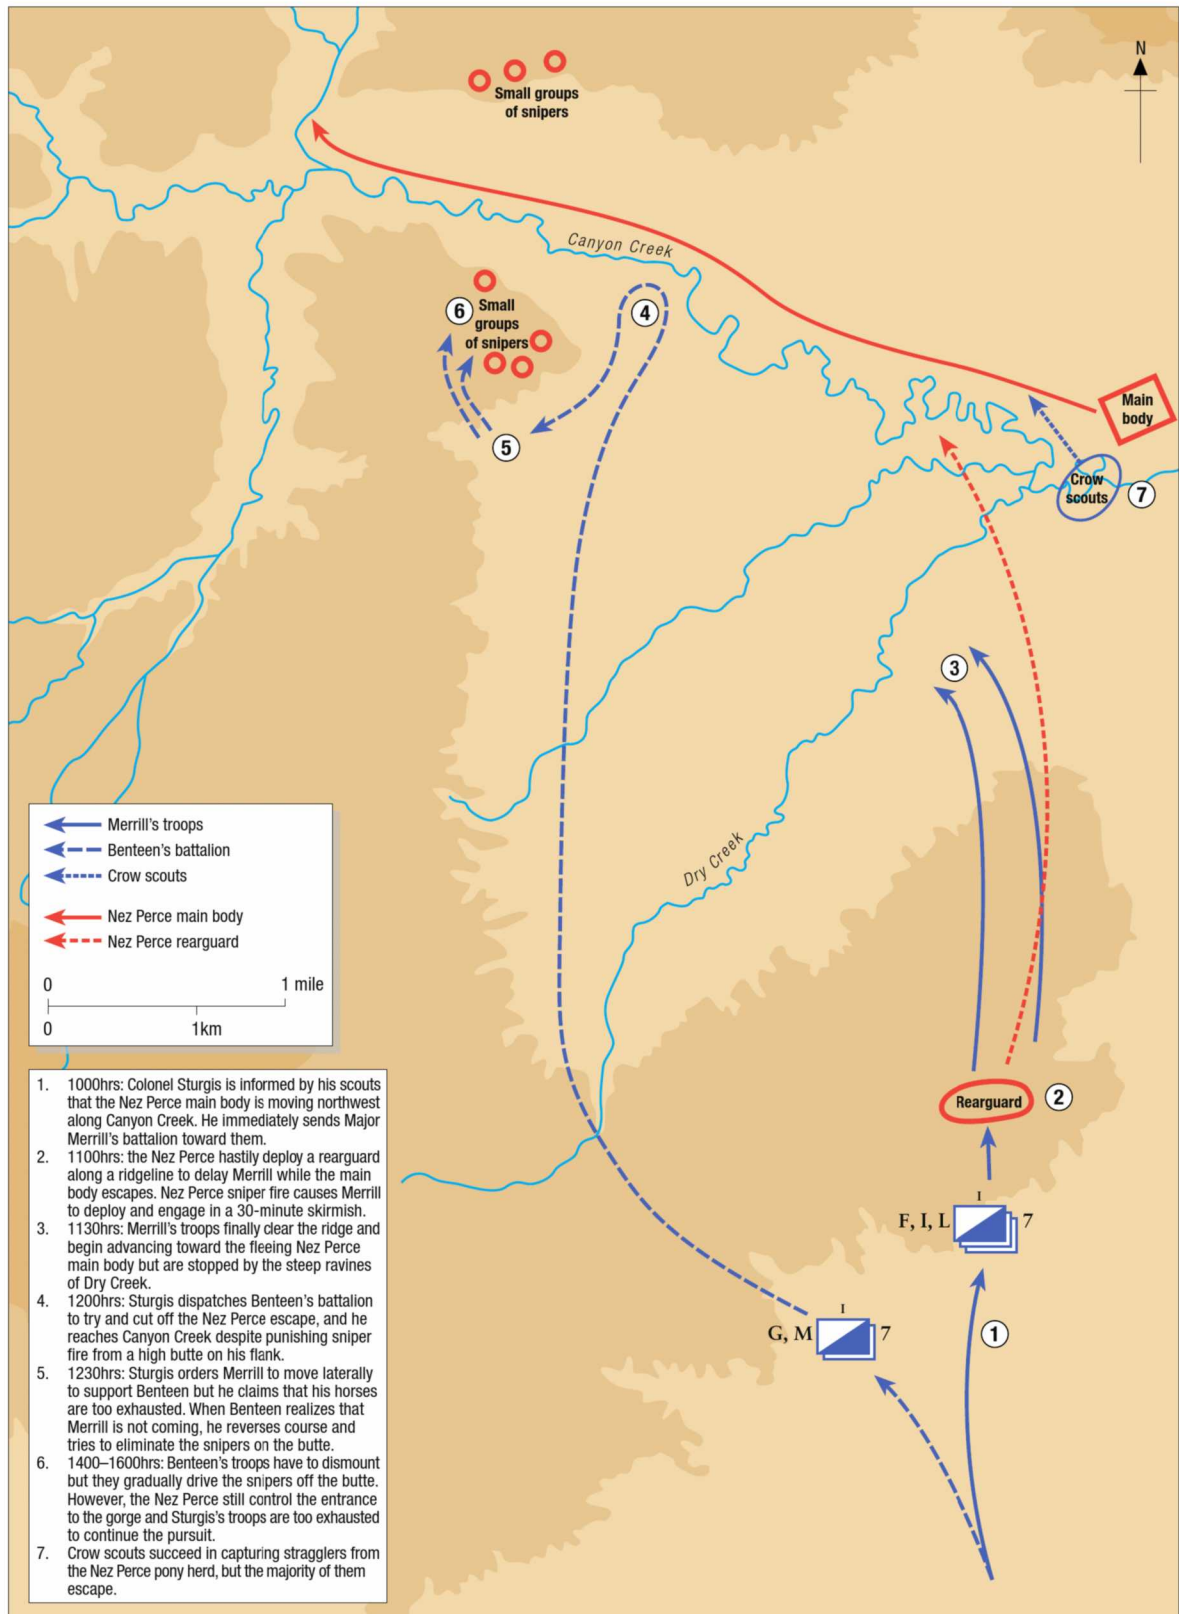 N
Small groups
of snipers
Canyon Creek
6
Small
groups
of snipers
4
5
Main
body
Crow
scouts
7
3
Merrill's troops
Benteen's battalion
Crow scouts
Nez Perce main body
Nez Perce rearguard
0
1 mile
0
1km
Dry Creek
Rearguard
2
I
F, I, L
7
I
G, M
7
1
1. 1000hrs: Colonel Sturgis is informed by his scouts
that the Nez Perce main body is moving northwest
along Canyon Creek. He immediately sends Major
Merrill's battalion toward them.
2. 1100hrs: the Nez Perce hastily deploy a rearguard
along a ridgeline to delay Merrill while the main
body escapes. Nez Perce sniper fire causes Merrill
to deploy and engage in a 30-minute skirmish.
3. 1130hrs: Merrill's troops finally clear the ridge and
begin advancing toward the fleeing Nez Perce
main body but are stopped by the steep ravines
of Dry Creek.
4. 1200hrs: Sturgis dispatches Benteen's battalion
to try and cut off the Nez Perce escape, and he
reaches Canyon Creek despite punishing sniper
fire from a high butte on his flank.
5. 1230hrs: Sturgis orders Merrill to move laterally
to support Benteen but he claims that his horses
are too exhausted. When Benteen realizes that
Merrill is not coming, he reverses course and
tries to eliminate the snipers on the butte.
6. 1400–1600hrs: Benteen's troops have to dismount
but they gradually drive the snipers off the butte.
However, the Nez Perce still control the entrance
to the gorge and Sturgis's troops are too exhausted
to continue the pursuit.
7. Crow scouts succeed in capturing stragglers from
the Nez Perce pony herd, but the majority of them
escape.